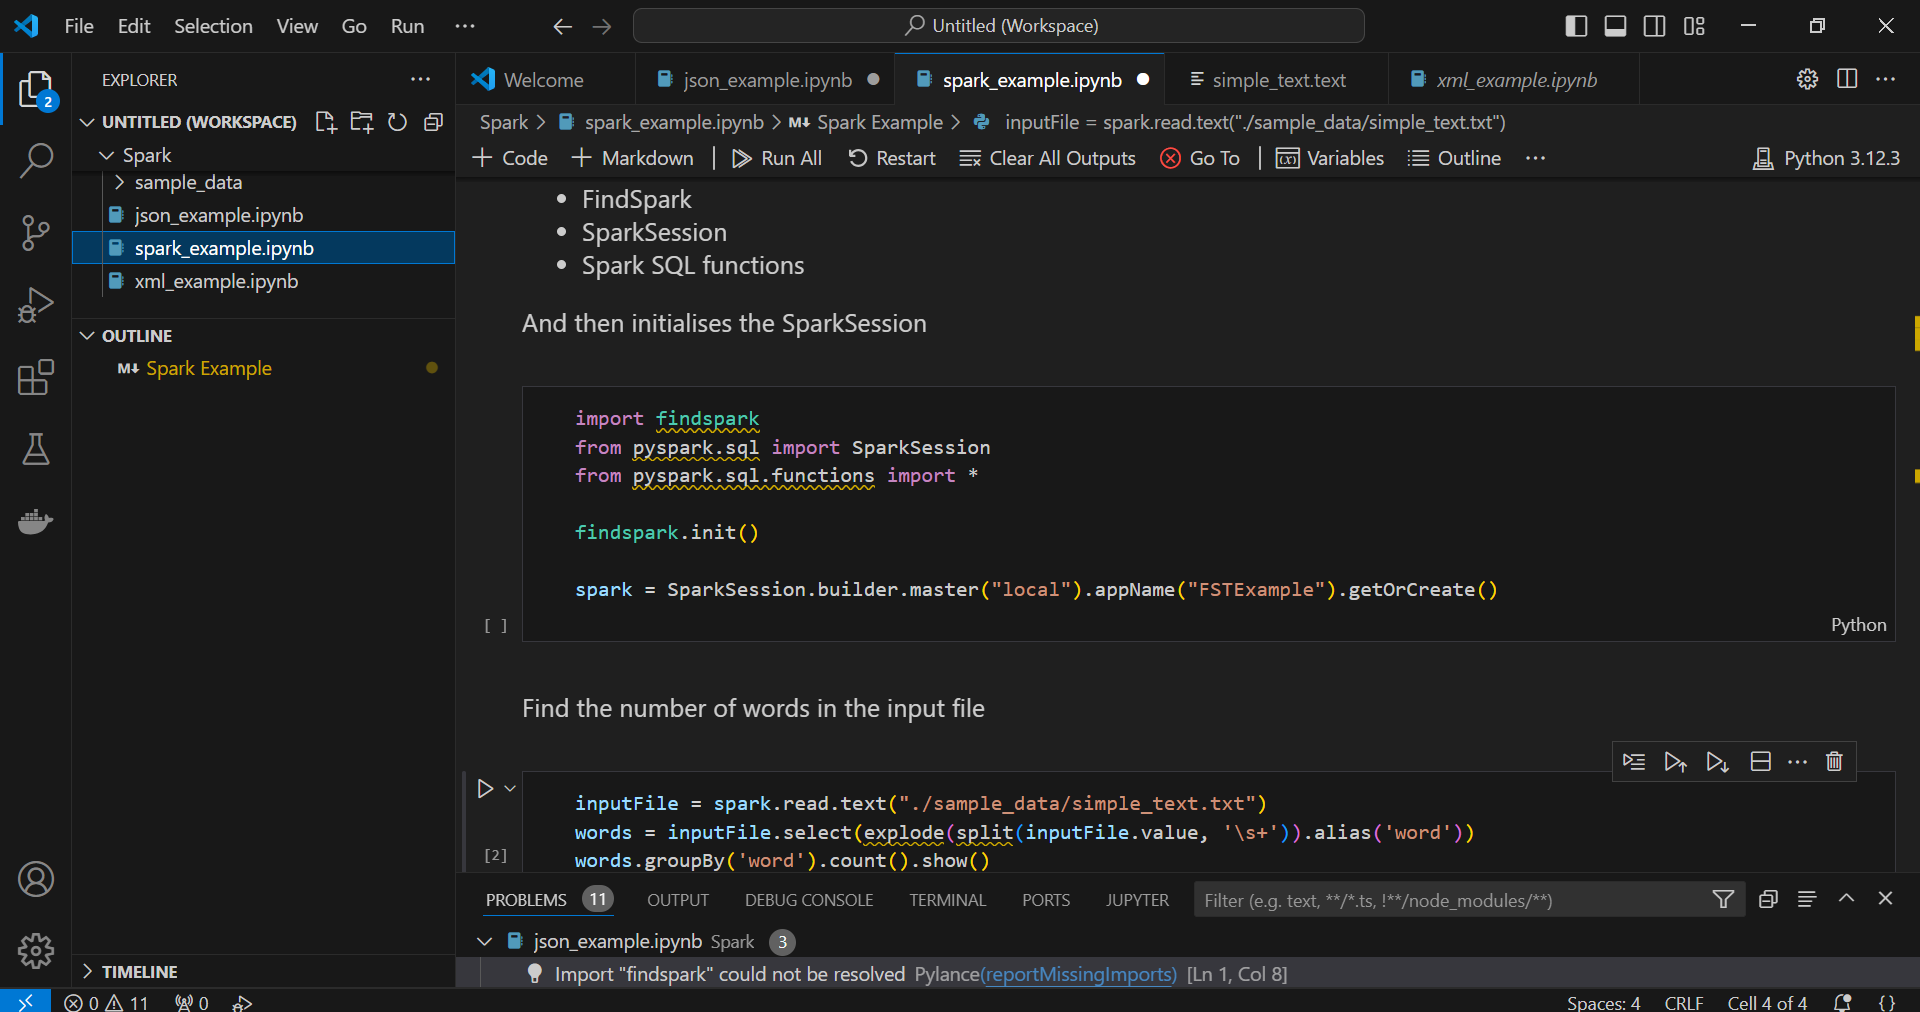 File Edit Selection View Go Run ···
Untitled (Workspace)
EXPLORER ···
UNTITLED (WORKSPACE)
Spark
sample_data
json_example.ipynb
spark_example.ipynb
xml_example.ipynb
OUTLINE
M Spark Example
TIMELINE
2
Welcome json_example.ipynb spark_example.ipynb simple_text.text xml_example.ipynb ···
Spark > spark_example.ipynb > M Spark Example > inputFile = spark.read.text("./sample_data/simple_text.txt")
+ Code + Markdown | Run All Restart Clear All Outputs Go To | Variables Outline ··· Python 3.12.3
• FindSpark
• SparkSession
• Spark SQL functions
And then initialises the SparkSession
import findspark
from pyspark.sql import SparkSession
from pyspark.sql.functions import *
findspark.init()
spark = SparkSession.builder.master("local").appName("FSTExample").getOrCreate()
[ ] Python
Find the number of words in the input file
inputFile = spark.read.text("./sample_data/simple_text.txt")
words = inputFile.select(explode(split(inputFile.value, '\s+')).alias('word'))
[2] words.groupBy('word').count().show()
PROBLEMS 11 OUTPUT DEBUG CONSOLE TERMINAL PORTS JUPYTER Filter (e.g. text, **/*.ts, !**/node_modules/**)
json_example.ipynb Spark 3
Import "findspark" could not be resolved Pylance(reportMissingImports) [Ln 1, Col 8]
0 11 0 Spaces: 4 CRLF Cell 4 of 4 {}